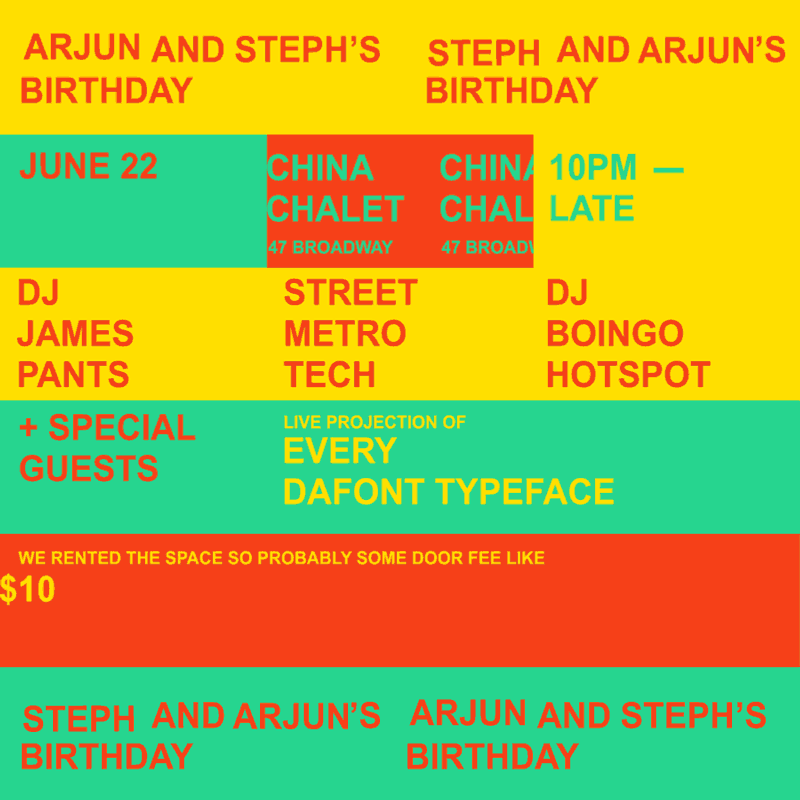 ARJUN AND STEPH'S
BIRTHDAY
STEPH AND ARJUN'S
BIRTHDAY
JUNE 22
CHINA
CHALET
47 BROADWAY
CHINA
CHAL
47 BROADW
10PM —
LATE
DJ
JAMES
PANTS
STREET
METRO
TECH
DJ
BOINGO
HOTSPOT
+ SPECIAL
GUESTS
LIVE PROJECTION OF
EVERY
DAFONT TYPEFACE
WE RENTED THE SPACE SO PROBABLY SOME DOOR FEE LIKE
$10
STEPH AND ARJUN'S
BIRTHDAY
ARJUN AND STEPH'S
BIRTHDAY